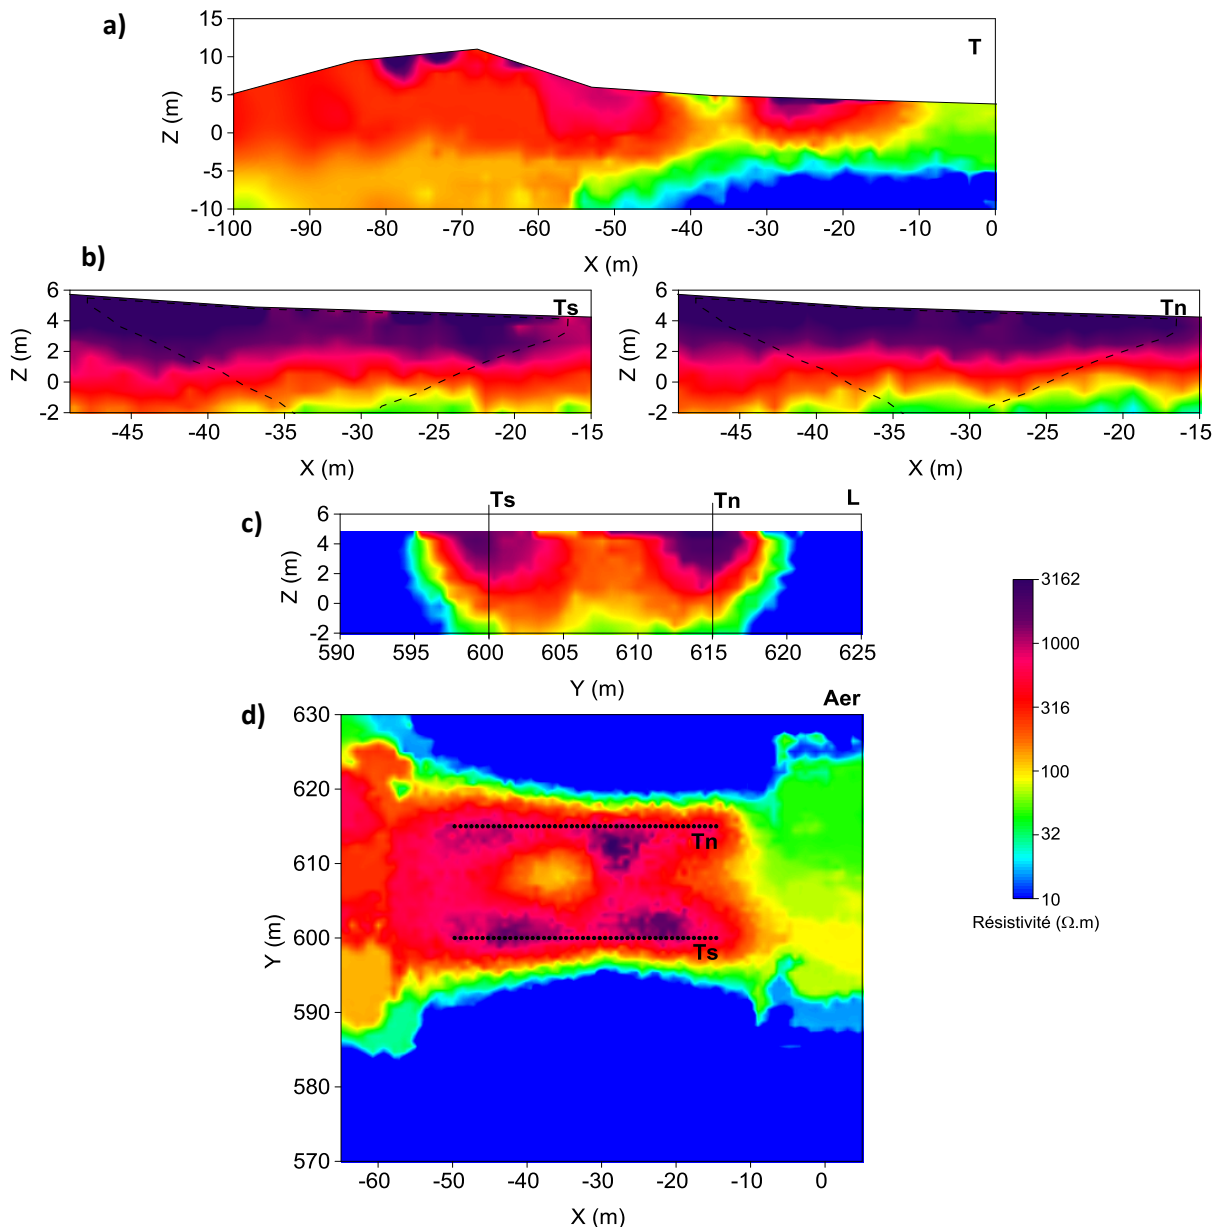 a)
T
15
10
5
0
-5
-10
Z (m)
-100 -90 -80 -70 -60 -50 -40 -30 -20 -10 0
X (m)
b)
Ts
6
4
2
0
-2
Z (m)
-45 -40 -35 -30 -25 -20 -15
X (m)
Tn
6
4
2
0
-2
Z (m)
-45 -40 -35 -30 -25 -20 -15
X (m)
c)
Ts Tn L
6
4
2
0
-2
Z (m)
590 595 600 605 610 615 620 625
Y (m)
3162
1000
316
100
32
10
Résistivité (Ω.m)
d)
Aer
630
620
610
600
590
580
570
Y (m)
Tn
Ts
-60 -50 -40 -30 -20 -10 0
X (m)